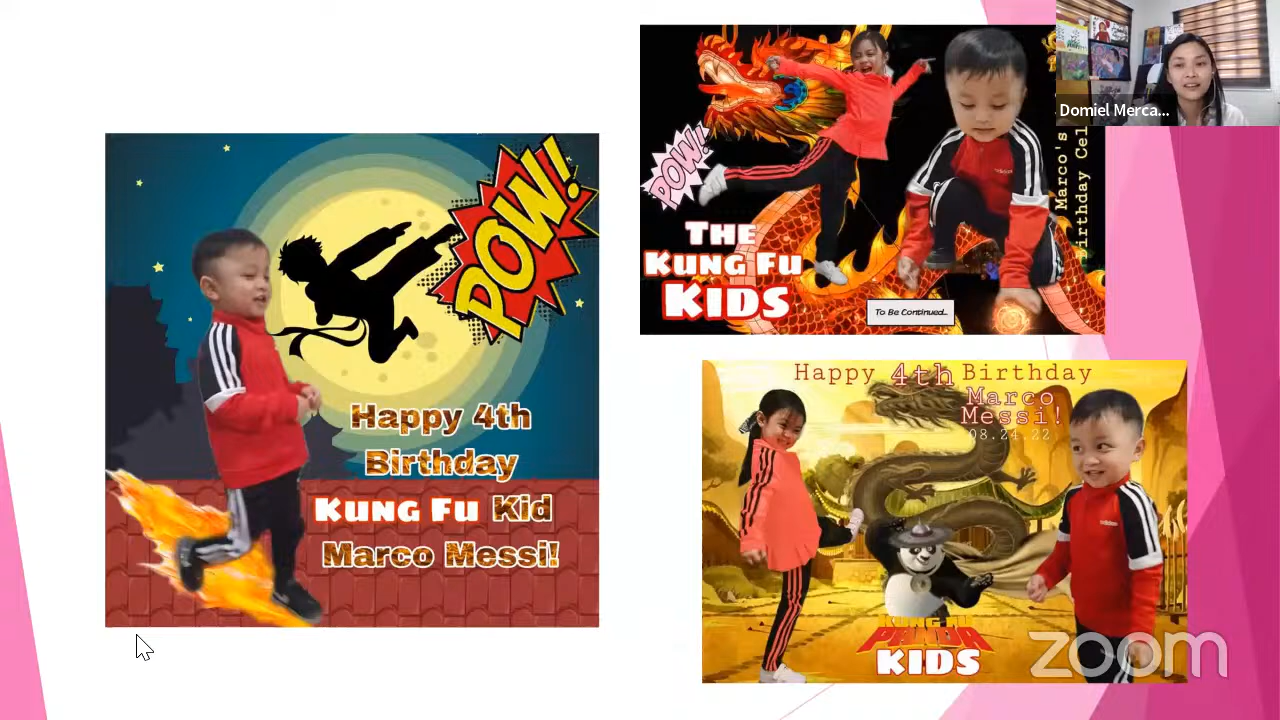 POW!
Happy 4th
Birthday
Kung Fu Kid
Marco Messi!
POW!
The
Kung Fu
Kids
To Be Continued...
Marco's
Birthday Cel
Domiel Merca...
Happy 4th Birthday
Marco
Messi!
08.24.22
KUNG FU
PANDA
KIDS
zoom